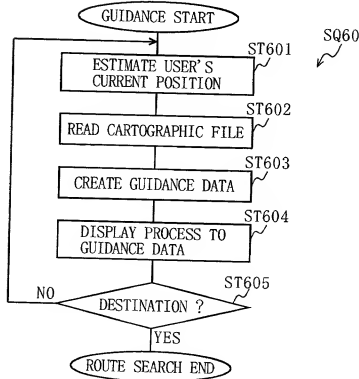 GUIDANCE START
ST601
SQ60
ESTIMATE USER'S
CURRENT POSITION
ST602
READ CARTOGRAPHIC FILE
ST603
CREATE GUIDANCE DATA
ST604
DISPLAY PROCESS TO
GUIDANCE DATA
ST605
NO
DESTINATION ?
YES
ROUTE SEARCH END